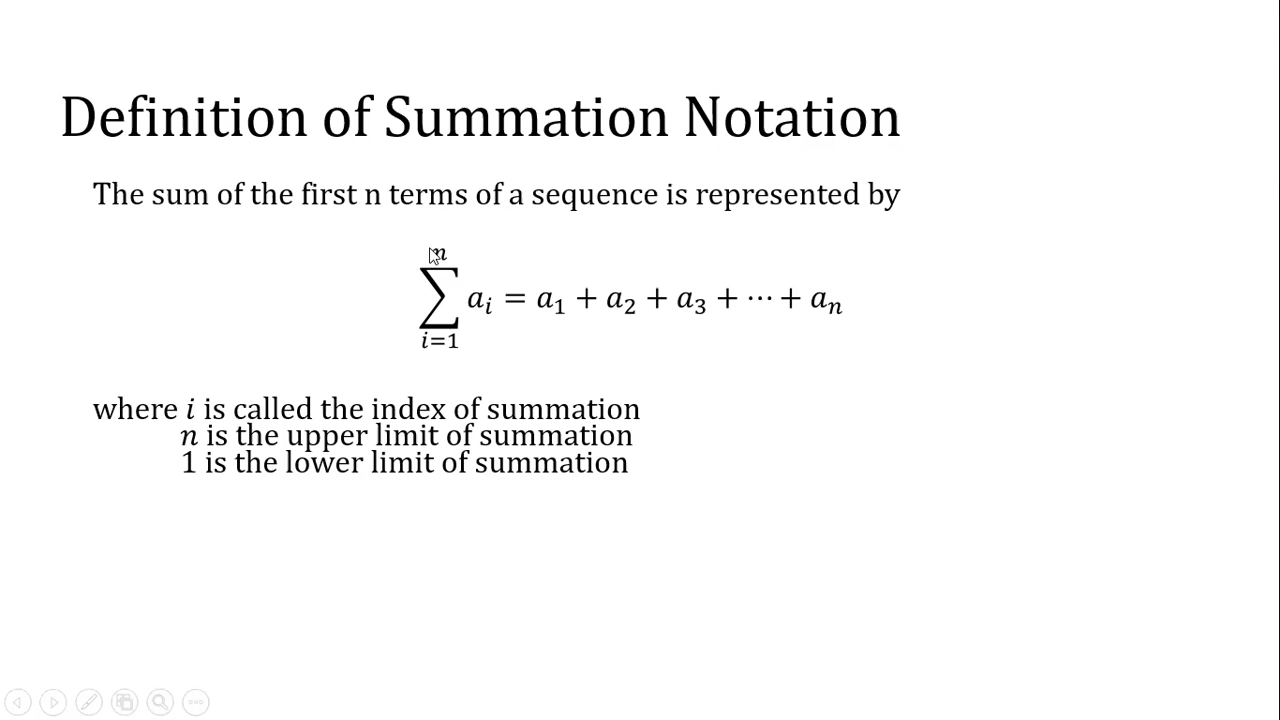 Definition of Summation Notation
The sum of the first n terms of a sequence is represented by
n
∑ aᵢ = a₁ + a₂ + a₃ + ⋯ + aₙ
i=1
where i is called the index of summation
n is the upper limit of summation
1 is the lower limit of summation